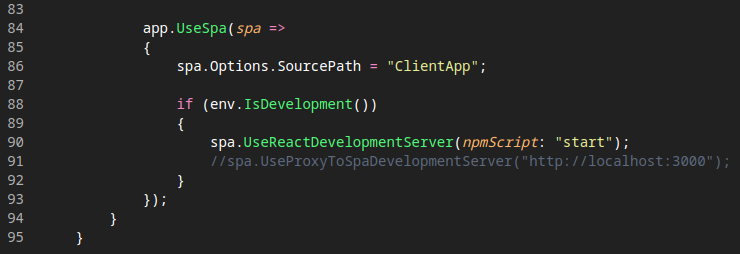 83
84 app.UseSpa(spa =>
85 {
86 spa.Options.SourcePath = "ClientApp";
87
88 if (env.IsDevelopment())
89 {
90 spa.UseReactDevelopmentServer(npmScript: "start");
91 //spa.UseProxyToSpaDevelopmentServer("http://localhost:3000");
92 }
93 });
94 }
95 }